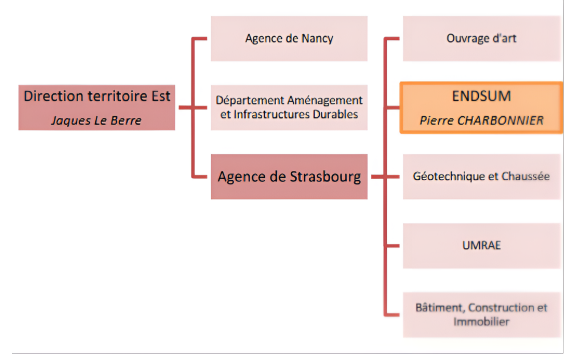 Direction territoire Est
Jaques Le Berre
Agence de Nancy
Département Aménagement
et Infrastructures Durables
Agence de Strasbourg
Ouvrage d'art
ENDSUM
Pierre CHARBONNIER
Géotechnique et Chaussée
UMRAE
Bâtiment, Construction et
Immobilier